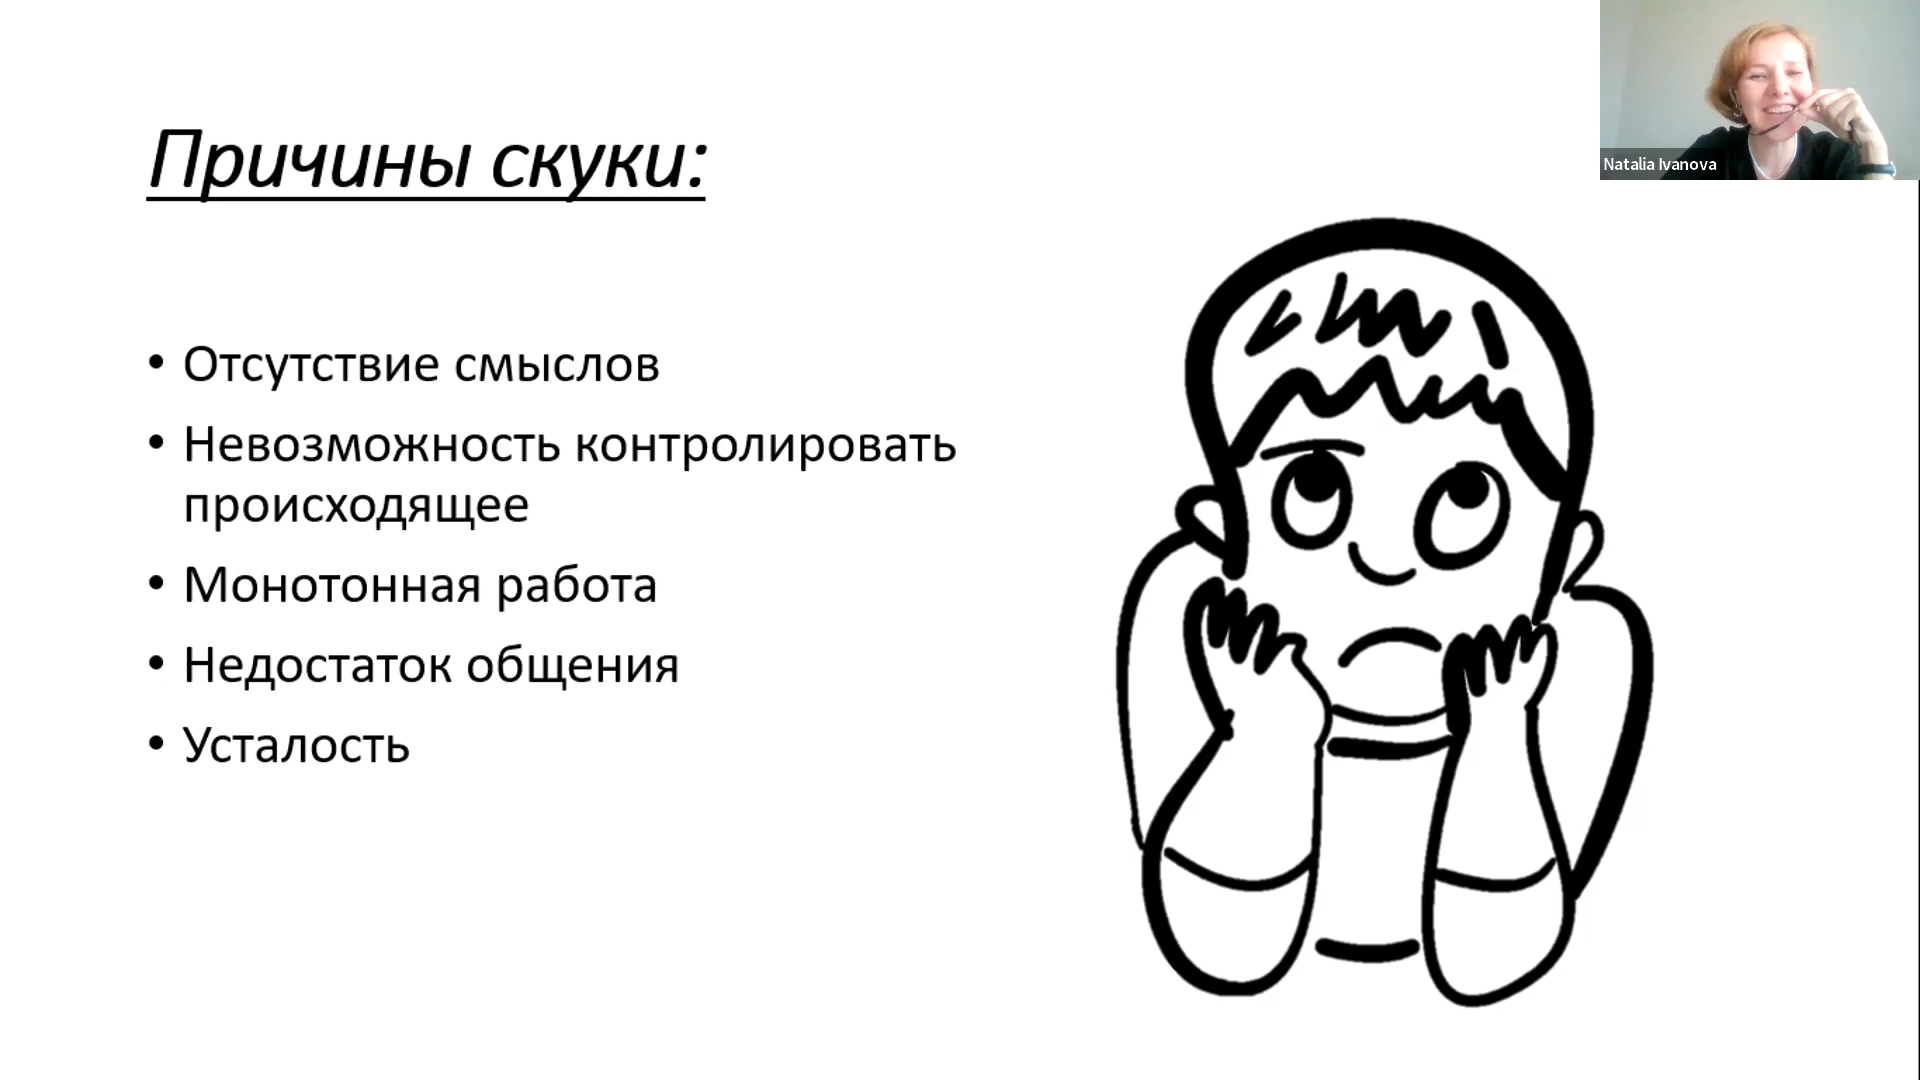 Причины скуки:
Natalia Ivanova
• Отсутствие смыслов
• Невозможность контролировать
происходящее
• Монотонная работа
• Недостаток общения
• Усталость